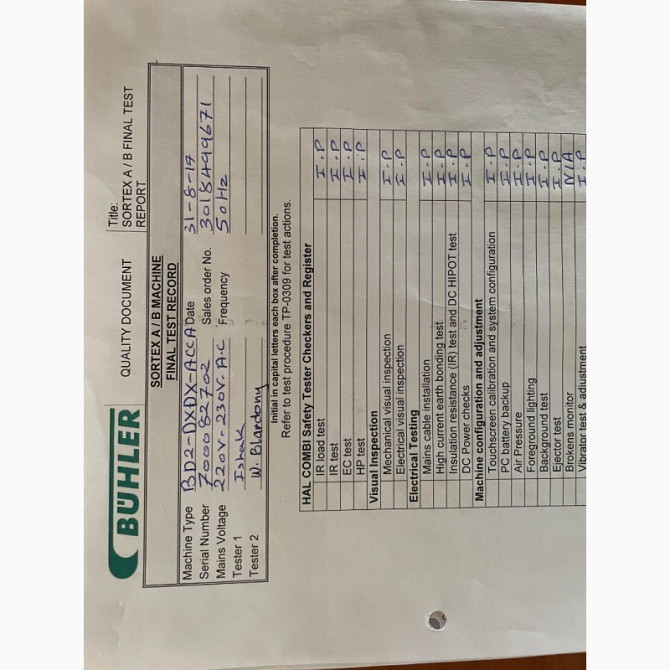 BÜHLER
QUALITY DOCUMENT
Title:
SORTEX A / B FINAL TEST
REPORT
SORTEX A / B MACHINE
FINAL TEST RECORD
Machine Type BD2-DXDX-ACCA Date 31-8-19
Serial Number 7000082702 Sales order No. 3018499671
Mains Voltage 220V-230V. A.C Frequency 50Hz
Tester 1 Ishak
Tester 2 W. Blandony
Initial in capital letters each box after completion.
Refer to test procedure TP-0309 for test actions.
HAL COMBI Safety Tester Checkers and Register
IR load test I.P
IR test I.P
EC test I.P
HP test I.P
Visual Inspection
Mechanical visual inspection I.P
Electrical visual inspection I.P
Electrical Testing
Mains cable installation I.P
High current earth bonding test I.P
Insulation resistance (IR) test and DC HIPOT test I.P
DC Power checks I.P
Machine configuration and adjustment
Touchscreen calibration and system configuration I.P
PC battery backup I.P
Air Pressure I.P
Foreground lighting I.P
Background test I.P
Ejector test I.P
Brokens monitor N/A
Vibrator test & adjustment I.P